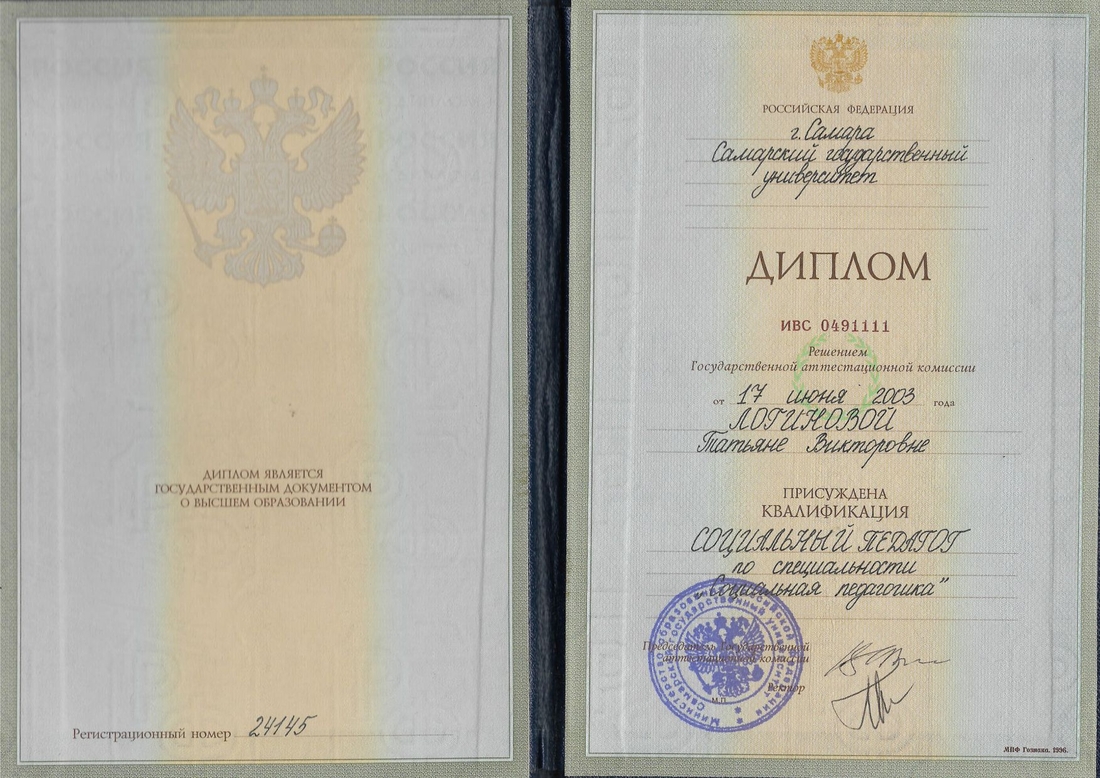 ДИПЛОМ ЯВЛЯЕТСЯ
ГОСУДАРСТВЕННЫМ ДОКУМЕНТОМ
О ВЫСШЕМ ОБРАЗОВАНИИ
Регистрационный номер 24145
РОССИЙСКАЯ ФЕДЕРАЦИЯ
г. Самара
Самарский государственный
университет
ДИПЛОМ
ИВС 0491111
Решением
Государственной аттестационной комиссии
от 17 июня 2003 года
ЛОГИНОВОЙ
Татьяне Викторовне
ПРИСУЖДЕНА
КВАЛИФИКАЦИЯ
СОЦИАЛЬНЫЙ ПЕДАГОГ
по специальности
„Социальная педагогика”
Председатель Государственной
аттестационной комиссии
Ректор
М.П.
МПФ Гознака. 1996.